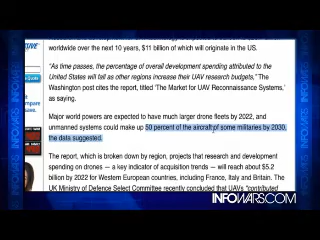 worldwide over the next 10 years, $11 billion of which will originate in the US.
"As time passes, the percentage of overall development spending attributed to the
United States will fall as other regions increase their UAV research budgets," The
Washington post cites the report, titled 'The Market for UAV Reconnaissance Systems,'
as saying.
Major world powers are expected to have much larger drone fleets by 2022, and
unmanned systems could make up 50 percent of the aircraft of some militaries by 2030,
the data suggested.
The report, which is broken down by region, projects that research and development
spending on drones — a key indicator of acquisition trends — will reach about $5.2
billion by 2022 for Western European countries, including France, Italy and Britain. The
UK Ministry of Defence Select Committee recently concluded that UAVs "contributed
INFOWARS.COM